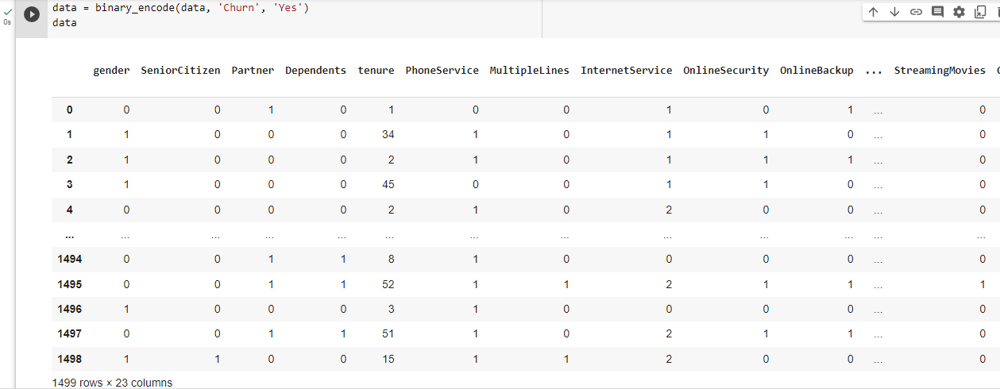 data = binary_encode(data, 'Churn', 'Yes')
0s data
gender SeniorCitizen Partner Dependents tenure PhoneService MultipleLines InternetService OnlineSecurity OnlineBackup ... StreamingMovies
0 0 0 1 0 1 0 0 1 0 1 ... 0
1 1 0 0 0 34 1 0 1 1 0 ... 0
2 1 0 0 0 2 1 0 1 1 1 ... 0
3 1 0 0 0 45 0 0 1 1 0 ... 0
4 0 0 0 0 2 1 0 2 0 0 ... 0
... ... ... ... ... ... ... ... ... ... ... ... ...
1494 0 0 1 1 8 1 0 0 0 0 ... 0
1495 0 0 1 1 52 1 1 2 1 1 ... 1
1496 1 0 0 0 3 1 0 0 0 0 ... 0
1497 0 0 1 1 51 1 0 2 1 1 ... 0
1498 1 1 0 0 15 1 1 2 0 0 ... 0
1499 rows × 23 columns